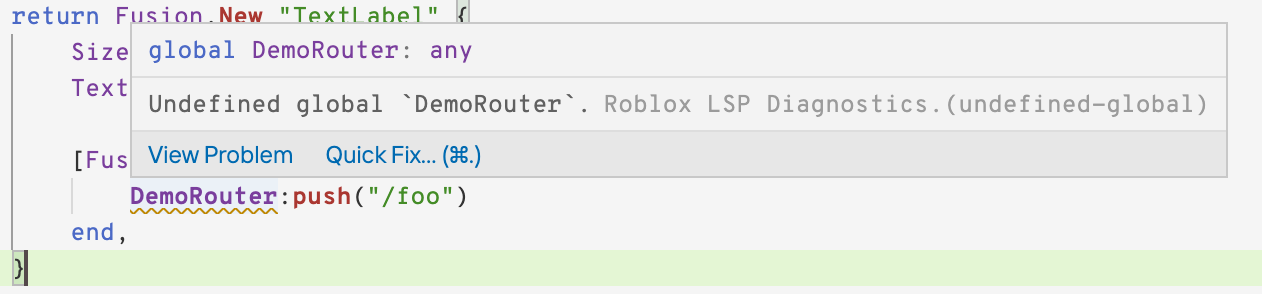 return Fusion.New "TextLabel" {
Size
global DemoRouter: any
Text
Undefined global `DemoRouter`. Roblox LSP Diagnostics.(undefined-global)
[Fus
View Problem Quick Fix... (⌘.)
DemoRouter:push("/foo")
end,
}